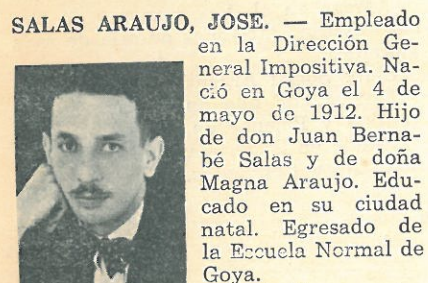 SALAS ARAUJO, JOSE. — Empleado
en la Dirección Ge-
neral Impositiva. Na-
ció en Goya el 4 de
mayo de 1912. Hijo
de don Juan Berna-
bé Salas y de doña
Magna Araujo. Edu-
cado en su ciudad
natal. Egresado de
la Escuela Normal de
Goya.